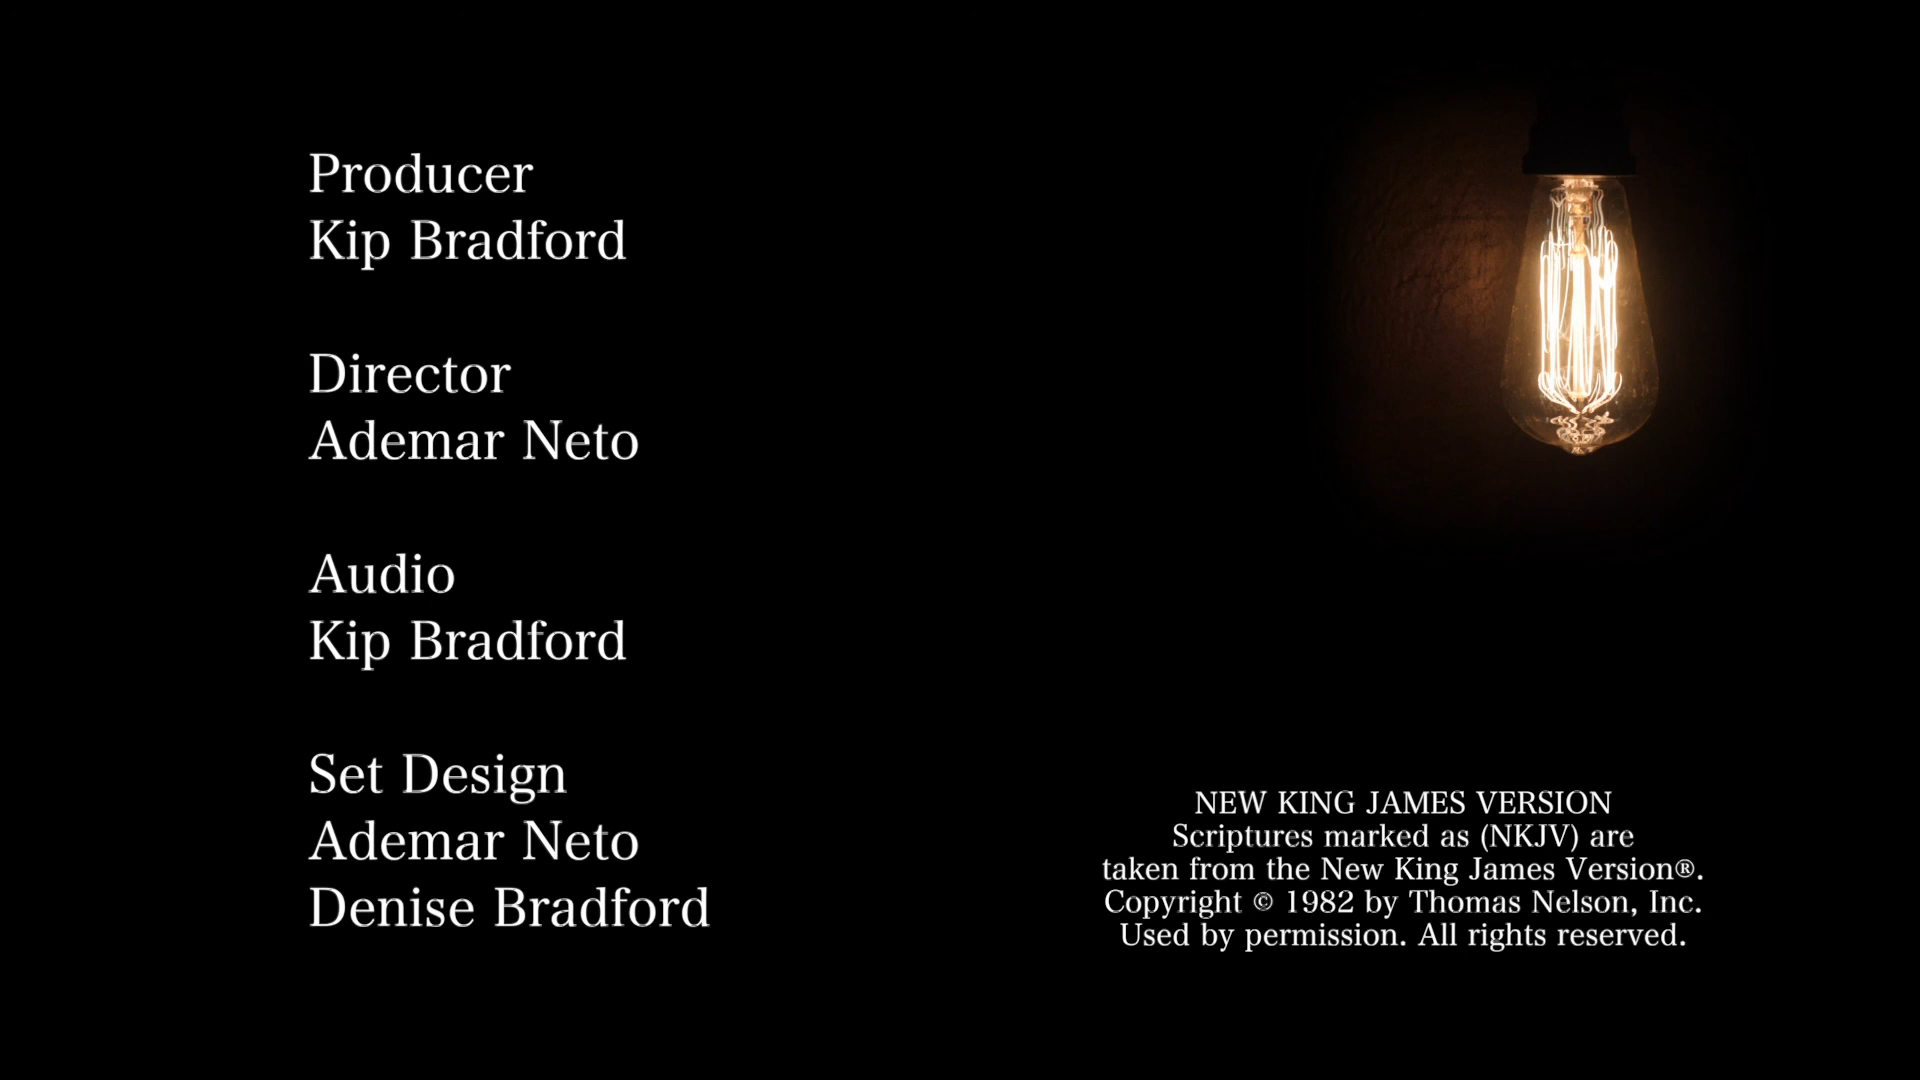 Producer
Kip Bradford
Director
Ademar Neto
Audio
Kip Bradford
Set Design
Ademar Neto
Denise Bradford
NEW KING JAMES VERSION
Scriptures marked as (NKJV) are
taken from the New King James Version®.
Copyright © 1982 by Thomas Nelson, Inc.
Used by permission. All rights reserved.